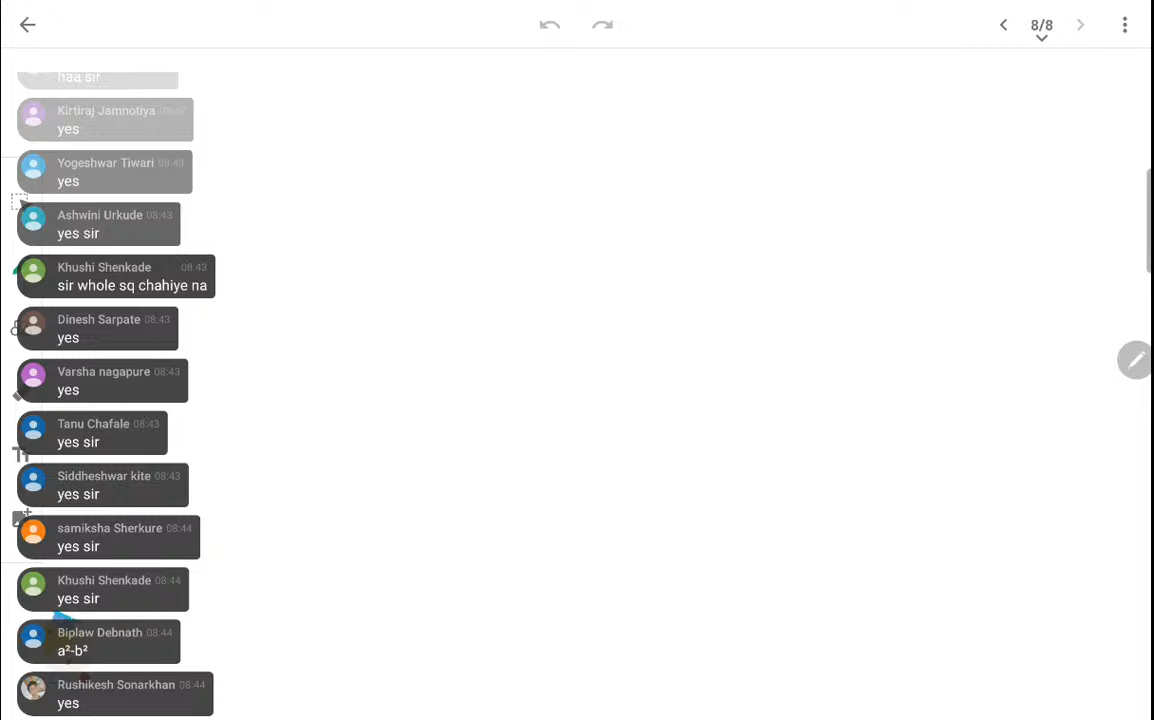 8/8
haa sir
Kirtiraj Jamnotiya
yes
Yogeshwar Tiwari 08:43
yes
Ashwini Urkude 08:43
yes sir
Khushi Shenkade 08:43
sir whole sq chahiye na
Dinesh Sarpate 08:43
yes
Varsha nagapure 08:43
yes
Tanu Chafale 08:43
yes sir
Siddheshwar kite 08:43
yes sir
samiksha Sherkure 08:44
yes sir
Khushi Shenkade 08:44
yes sir
Biplaw Debnath 08:44
a²-b²
Rushikesh Sonarkhan 08:44
yes